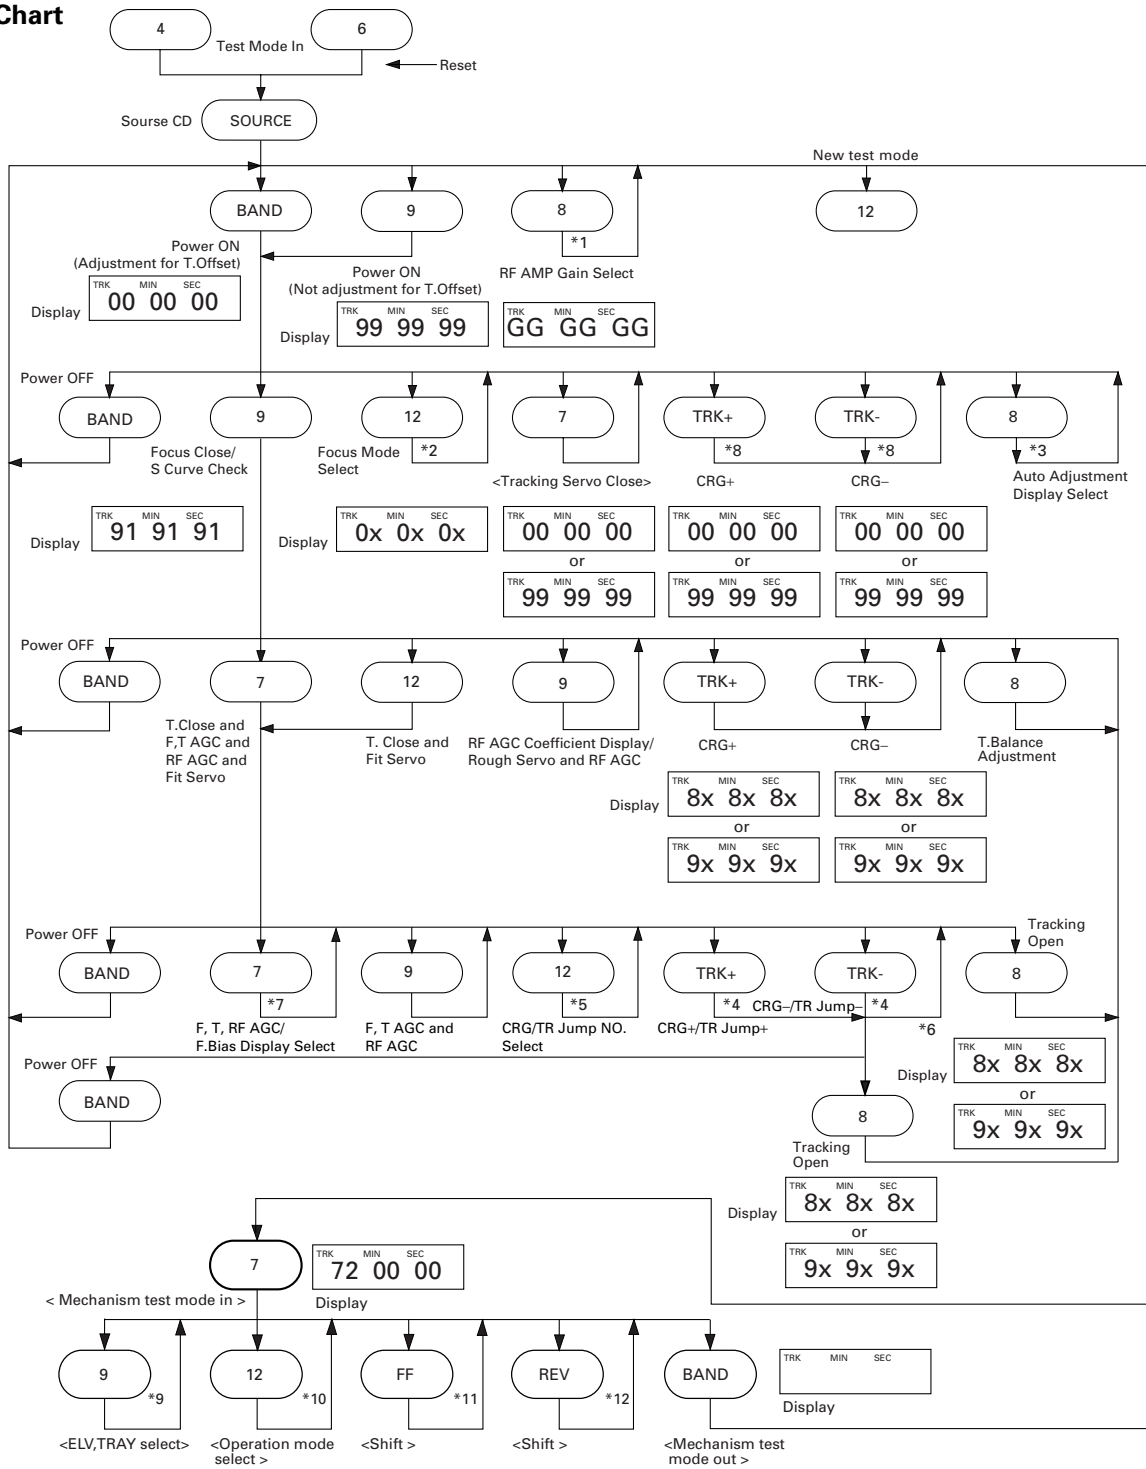 Chart
4
6
Test Mode In
Reset
Sourse CD
SOURCE
New test mode
BAND
9
8
12
*1
Power ON
(Adjustment for T.Offset)
Power ON
(Not adjustment for T.Offset)
RF AMP Gain Select
Display
TRK MIN SEC
00 00 00
Display
TRK MIN SEC
99 99 99
TRK MIN SEC
GG GG GG
Power OFF
BAND
9
12
7
TRK+
TRK-
8
*2
*8
*8
*3
Focus Close/
S Curve Check
Focus Mode
Select
<Tracking Servo Close>
CRG+
CRG–
Auto Adjustment
Display Select
Display
TRK MIN SEC
91 91 91
Display
TRK MIN SEC
0x 0x 0x
TRK MIN SEC
00 00 00
or
TRK MIN SEC
99 99 99
TRK MIN SEC
00 00 00
or
TRK MIN SEC
99 99 99
TRK MIN SEC
00 00 00
or
TRK MIN SEC
99 99 99
Power OFF
BAND
7
12
9
TRK+
TRK-
8
T.Close and
F,T AGC and
RF AGC and
Fit Servo
T. Close and
Fit Servo
RF AGC Coefficient Display/
Rough Servo and RF AGC
CRG+
CRG–
T.Balance
Adjustment
Display
TRK MIN SEC
8x 8x 8x
or
TRK MIN SEC
9x 9x 9x
TRK MIN SEC
8x 8x 8x
or
TRK MIN SEC
9x 9x 9x
Power OFF
Tracking
Open
BAND
7
9
12
TRK+
TRK-
8
*7
*5
*4
CRG–/TR Jump–
*4
*6
F, T, RF AGC/
F.Bias Display Select
F, T AGC and
RF AGC
CRG/TR Jump NO.
Select
CRG+/TR Jump+
Display
TRK MIN SEC
8x 8x 8x
or
TRK MIN SEC
9x 9x 9x
Power OFF
BAND
8
Tracking
Open
Display
TRK MIN SEC
8x 8x 8x
or
TRK MIN SEC
9x 9x 9x
7
TRK MIN SEC
72 00 00
< Mechanism test mode in >
Display
9
12
FF
REV
BAND
*9
*10
*11
*12
TRK MIN SEC
Display
<ELV,TRAY select>
<Operation mode
select >
<Shift >
<Shift >
<Mechanism test
mode out >